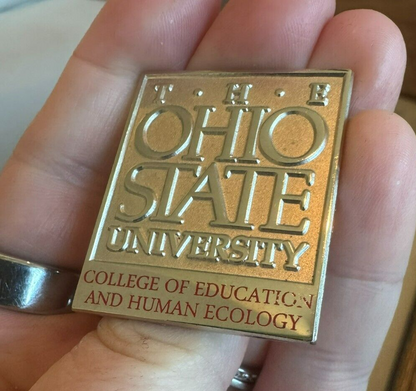 T·H·E
OHIO
STATE
UNIVERSITY
COLLEGE OF EDUCATION
AND HUMAN ECOLOGY